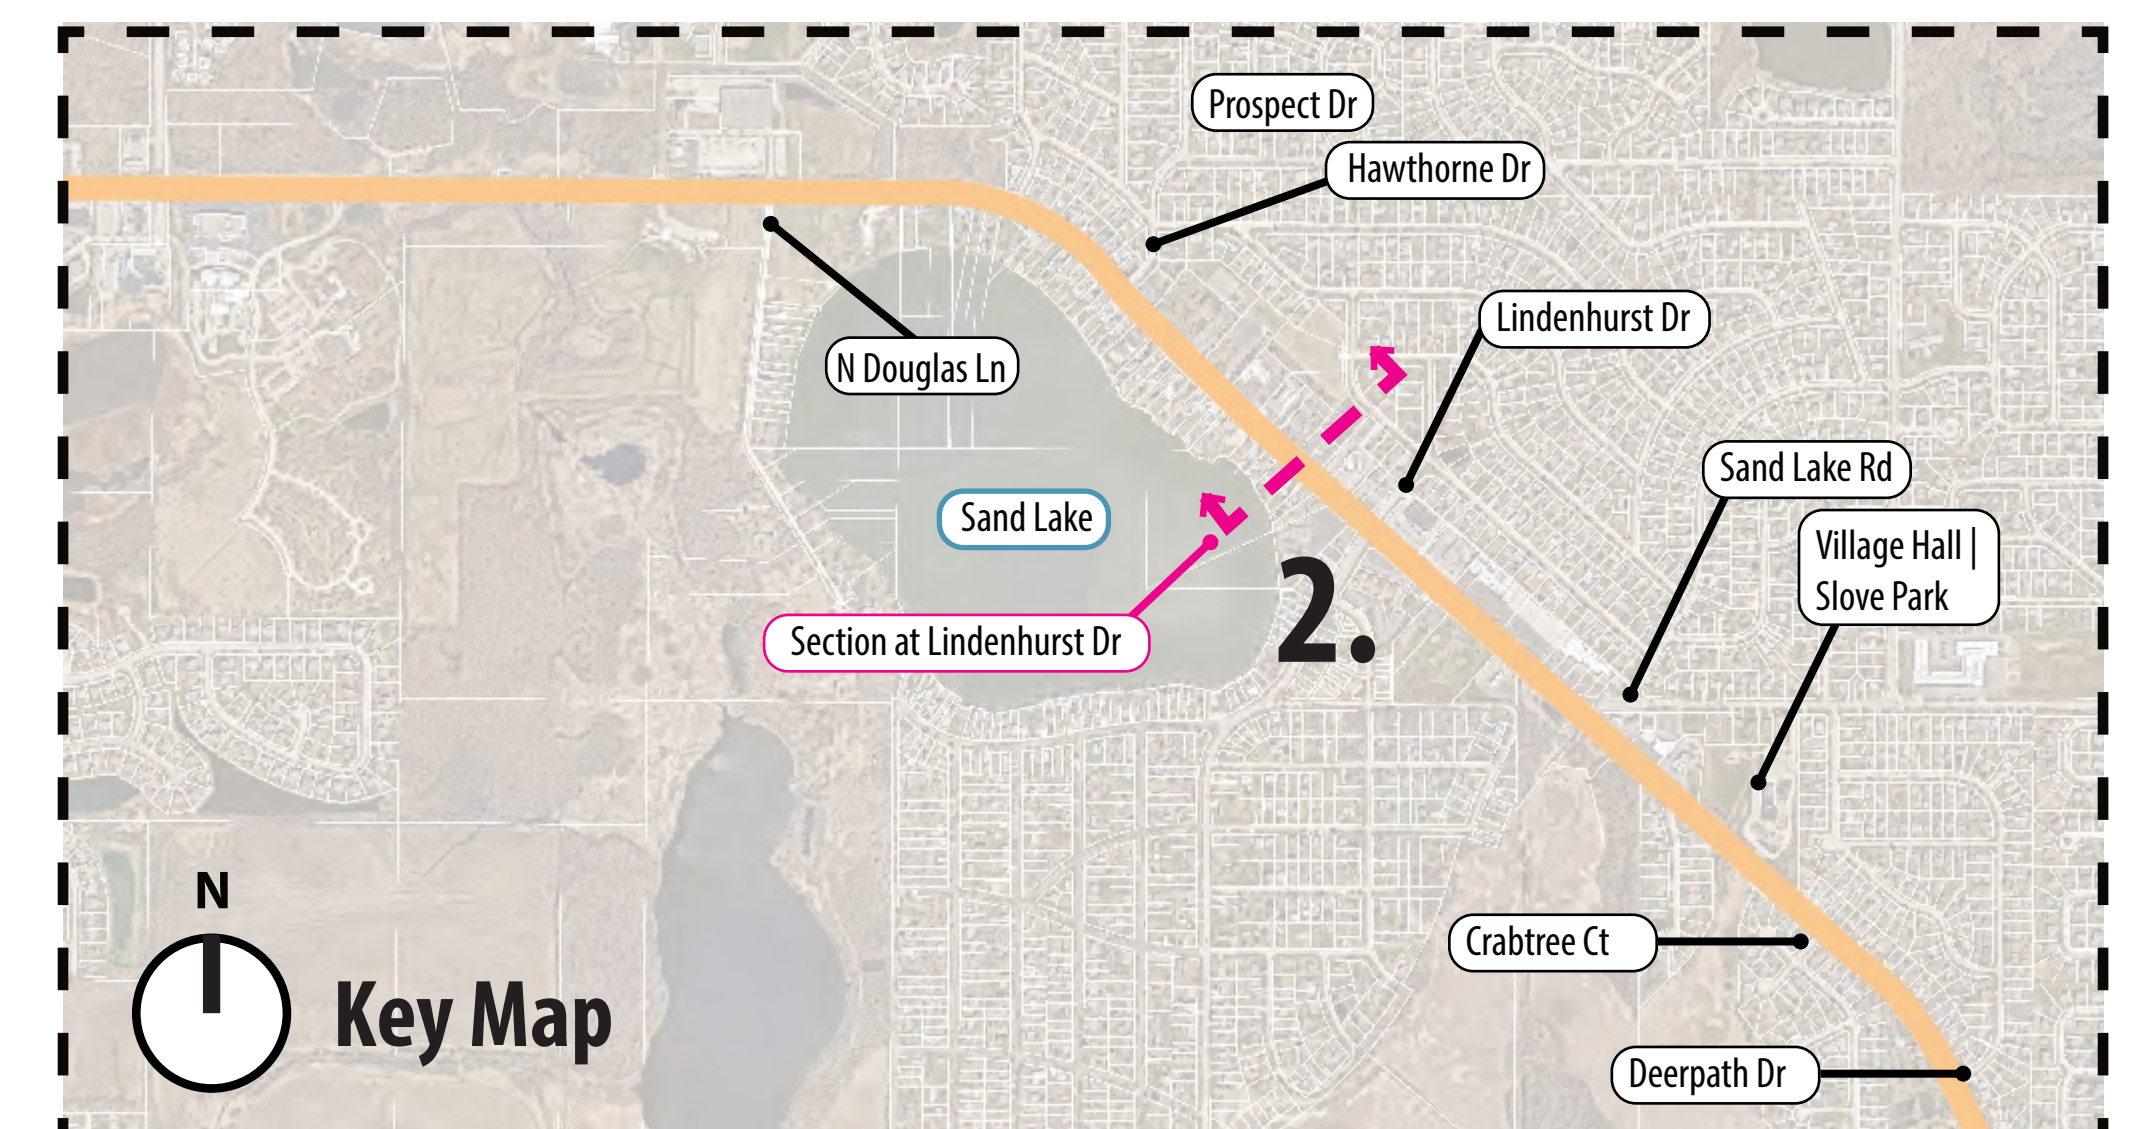 Prospect Dr
Hawthorne Dr
Lindenhurst Dr
N Douglas Ln
Sand Lake Rd
Sand Lake
Village Hall |
Slove Park
2.
Section at Lindenhurst Dr
N
Key Map
Crabtree Ct
Deerpath Dr